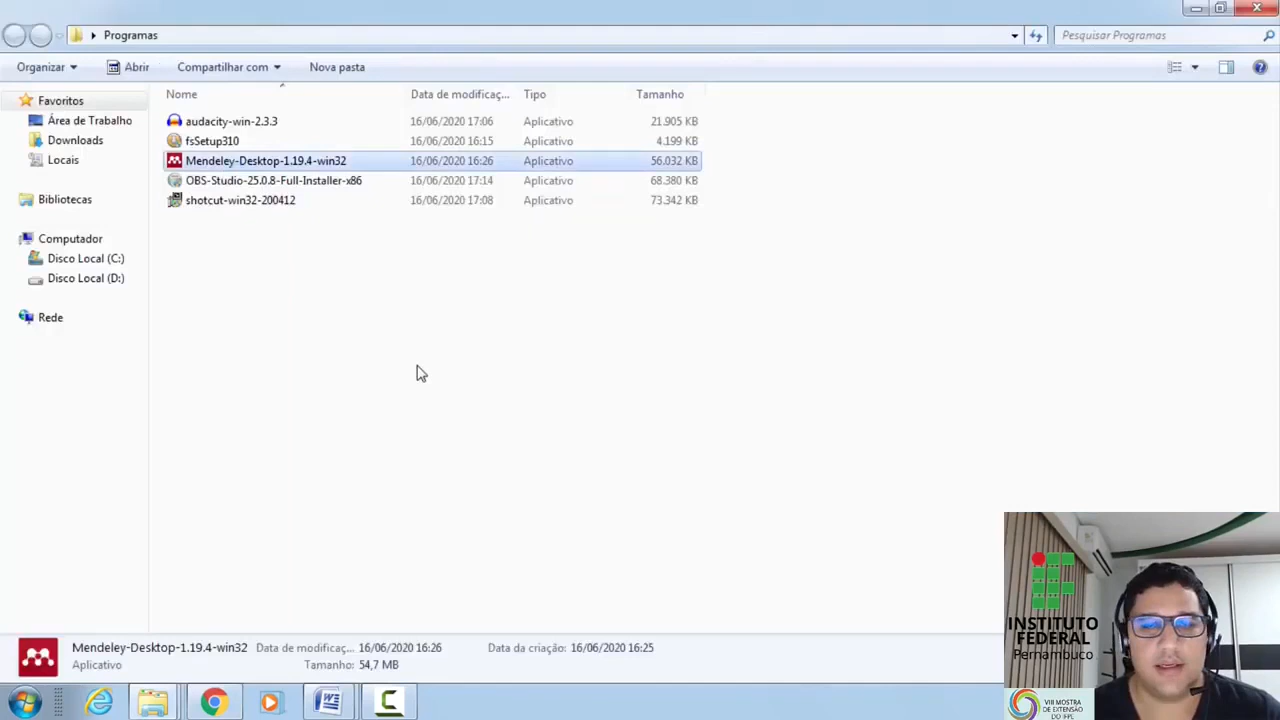 Programas
Pesquisar Programas
Organizar
Abrir
Compartilhar com
Nova pasta
Nome Data de modificaç... Tipo Tamanho
Favoritos
Área de Trabalho
Downloads
Locais
Bibliotecas
Computador
Disco Local (C:)
Disco Local (D:)
Rede
audacity-win-2.3.3 16/06/2020 17:06 Aplicativo 21.905 KB
fsSetup310 16/06/2020 16:15 Aplicativo 4.199 KB
Mendeley-Desktop-1.19.4-win32 16/06/2020 16:26 Aplicativo 56.032 KB
OBS-Studio-25.0.8-Full-Installer-x86 16/06/2020 17:14 Aplicativo 68.380 KB
shotcut-win32-200412 16/06/2020 17:08 Aplicativo 73.342 KB
Mendeley-Desktop-1.19.4-win32 Data de modificaç... 16/06/2020 16:26 Data da criação: 16/06/2020 16:25
Aplicativo Tamanho: 54,7 MB
INSTITUTO
FEDERAL
Pernambuco
VIII MOSTRA
DE EXTENSÃO
DO IFPE